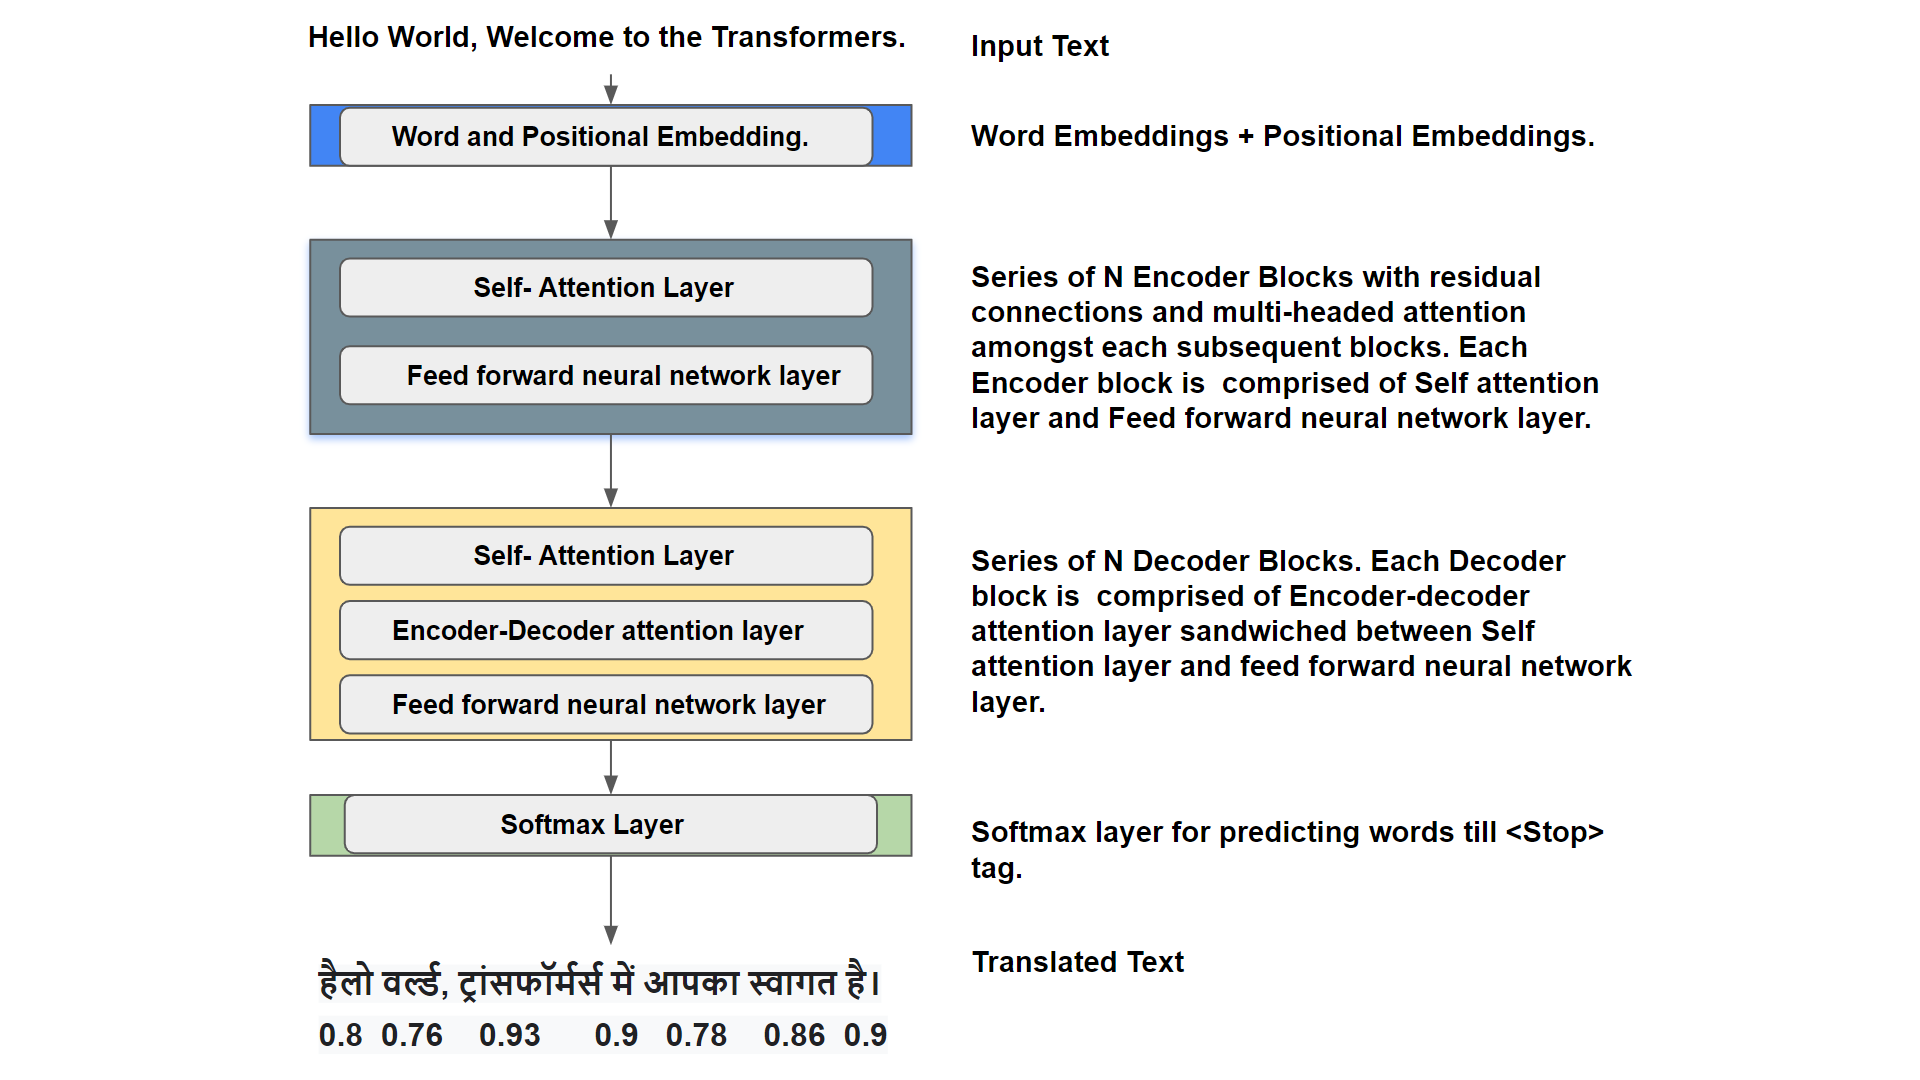 Hello World, Welcome to the Transformers.
Input Text
Word and Positional Embedding.
Word Embeddings + Positional Embeddings.
Self- Attention Layer
Feed forward neural network layer
Series of N Encoder Blocks with residual
connections and multi-headed attention
amongst each subsequent blocks. Each
Encoder block is  comprised of Self attention
layer and Feed forward neural network layer.
Self- Attention Layer
Encoder-Decoder attention layer
Feed forward neural network layer
Series of N Decoder Blocks. Each Decoder
block is  comprised of Encoder-decoder
attention layer sandwiched between Self
attention layer and feed forward neural network
layer.
Softmax Layer
Softmax layer for predicting words till <Stop>
tag.
हैलो वर्ल्ड, ट्रांसफॉर्मर्स में आपका स्वागत है।
0.8 0.76 0.93 0.9 0.78 0.86 0.9
Translated Text